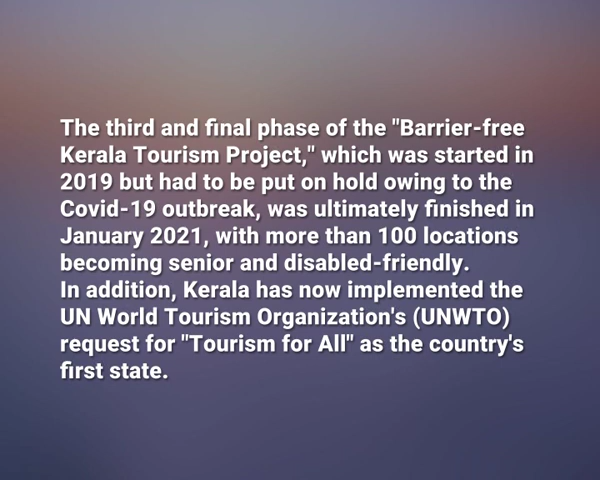 The third and final phase of the "Barrier-free
Kerala Tourism Project," which was started in
2019 but had to be put on hold owing to the
Covid-19 outbreak, was ultimately finished in
January 2021, with more than 100 locations
becoming senior and disabled-friendly.
In addition, Kerala has now implemented the
UN World Tourism Organization's (UNWTO)
request for "Tourism for All" as the country's
first state.